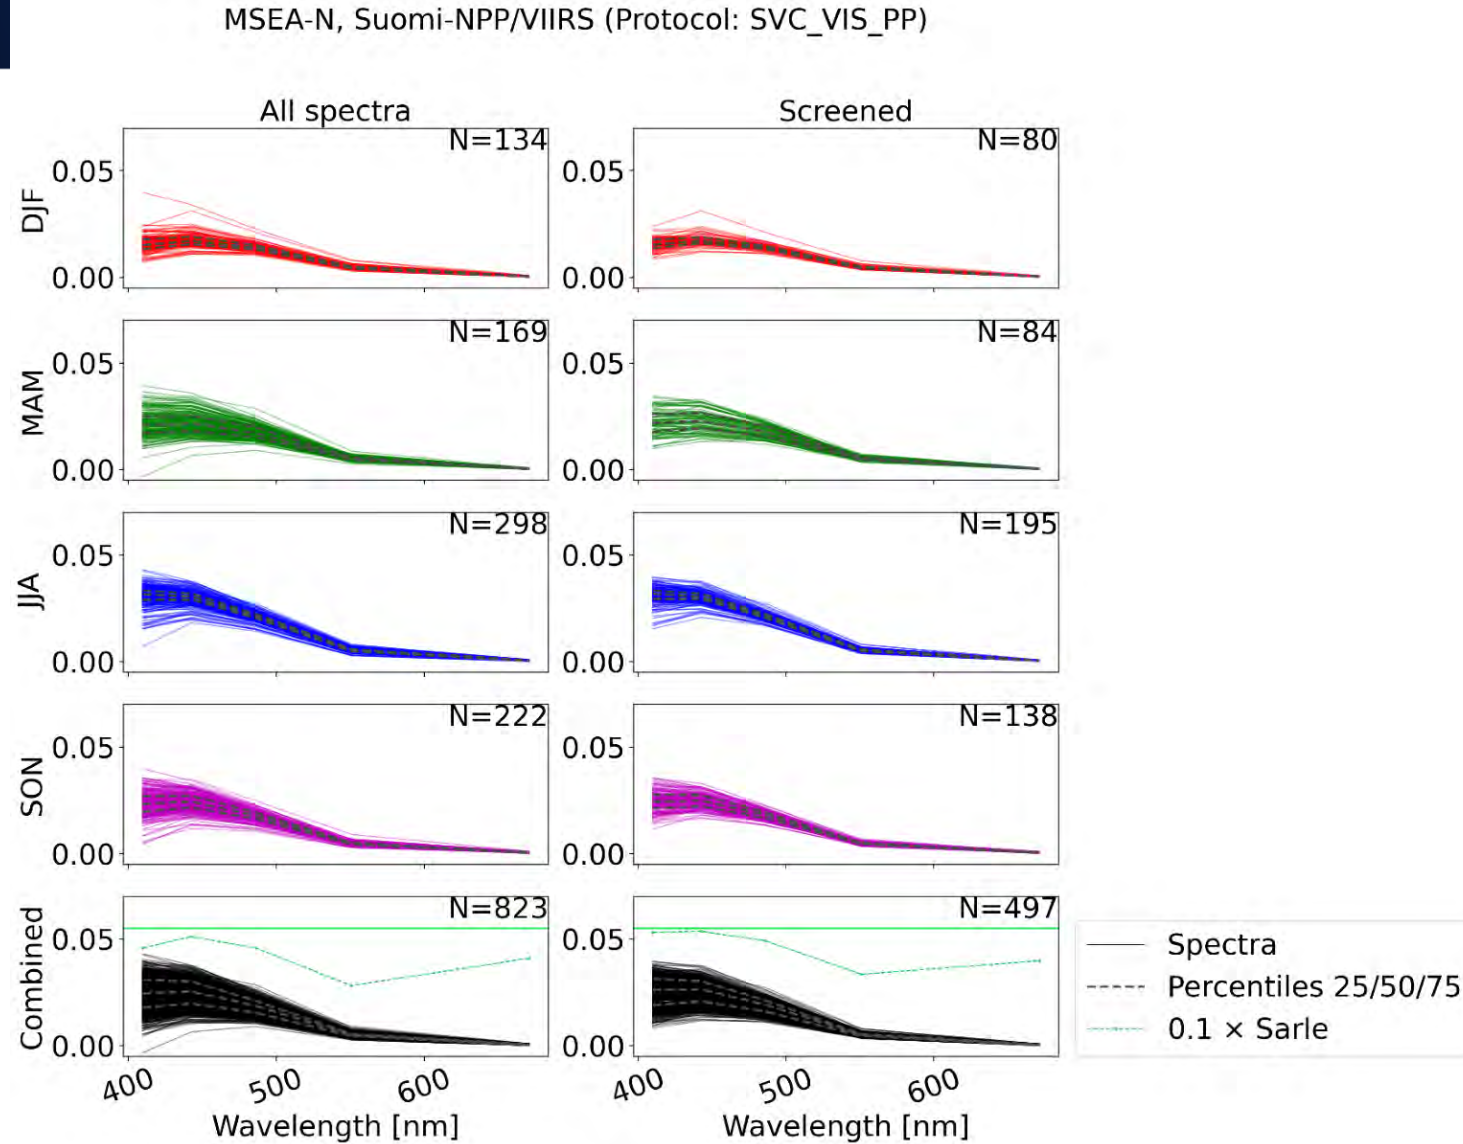 MSEA-N, Suomi-NPP/VIIRS (Protocol: SVC_VIS_PP)
All spectra
Screened
DJF
0.05
0.00
N=134
0.05
0.00
N=80
MAM
0.05
0.00
N=169
0.05
0.00
N=84
JJA
0.05
0.00
N=298
0.05
0.00
N=195
SON
0.05
0.00
N=222
0.05
0.00
N=138
Combined
0.05
0.00
N=823
0.05
0.00
N=497
Spectra
Percentiles 25/50/75
0.1 × Sarle
400 500 600
400 500 600
Wavelength [nm]
Wavelength [nm]